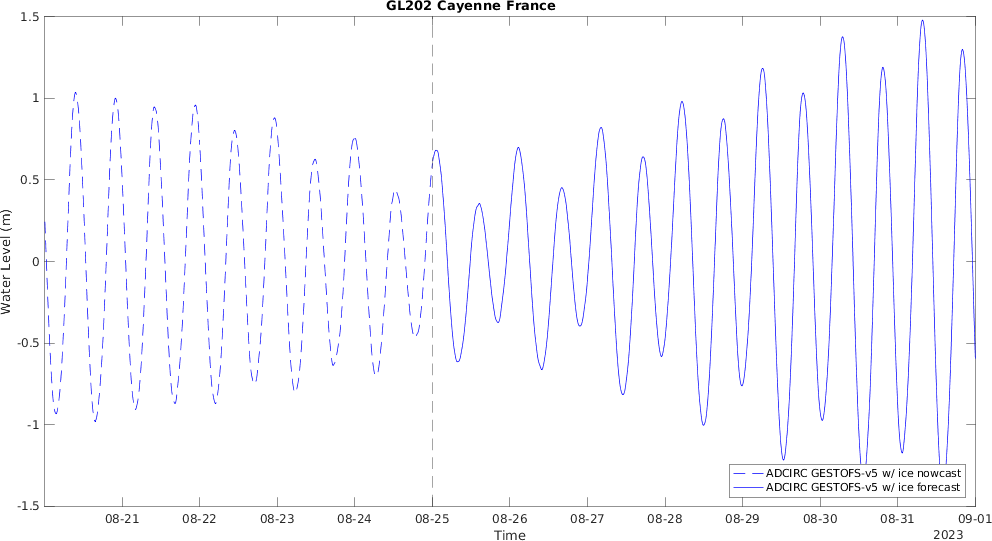 GL202 Cayenne France
1.5
1
0.5
0
-0.5
-1
-1.5
Water Level (m)
08-21 08-22 08-23 08-24 08-25 08-26 08-27 08-28 08-29 08-30 08-31 09-01
Time
2023
ADCIRC GESTOFS-v5 w/ ice nowcast
ADCIRC GESTOFS-v5 w/ ice forecast